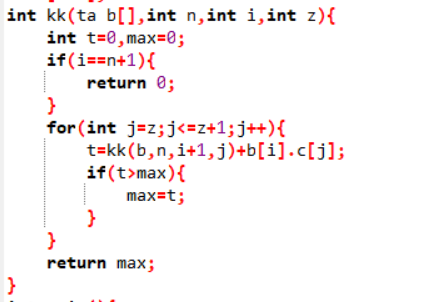 int kk(ta b[],int n,int i,int z){
    int t=0,max=0;
    if(i==n+1){
        return 0;
    }
    for(int j=z;j<=z+1;j++){
        t=kk(b,n,i+1,j)+b[i].c[j];
        if(t>max){
            max=t;
        }
    }
    return max;
}